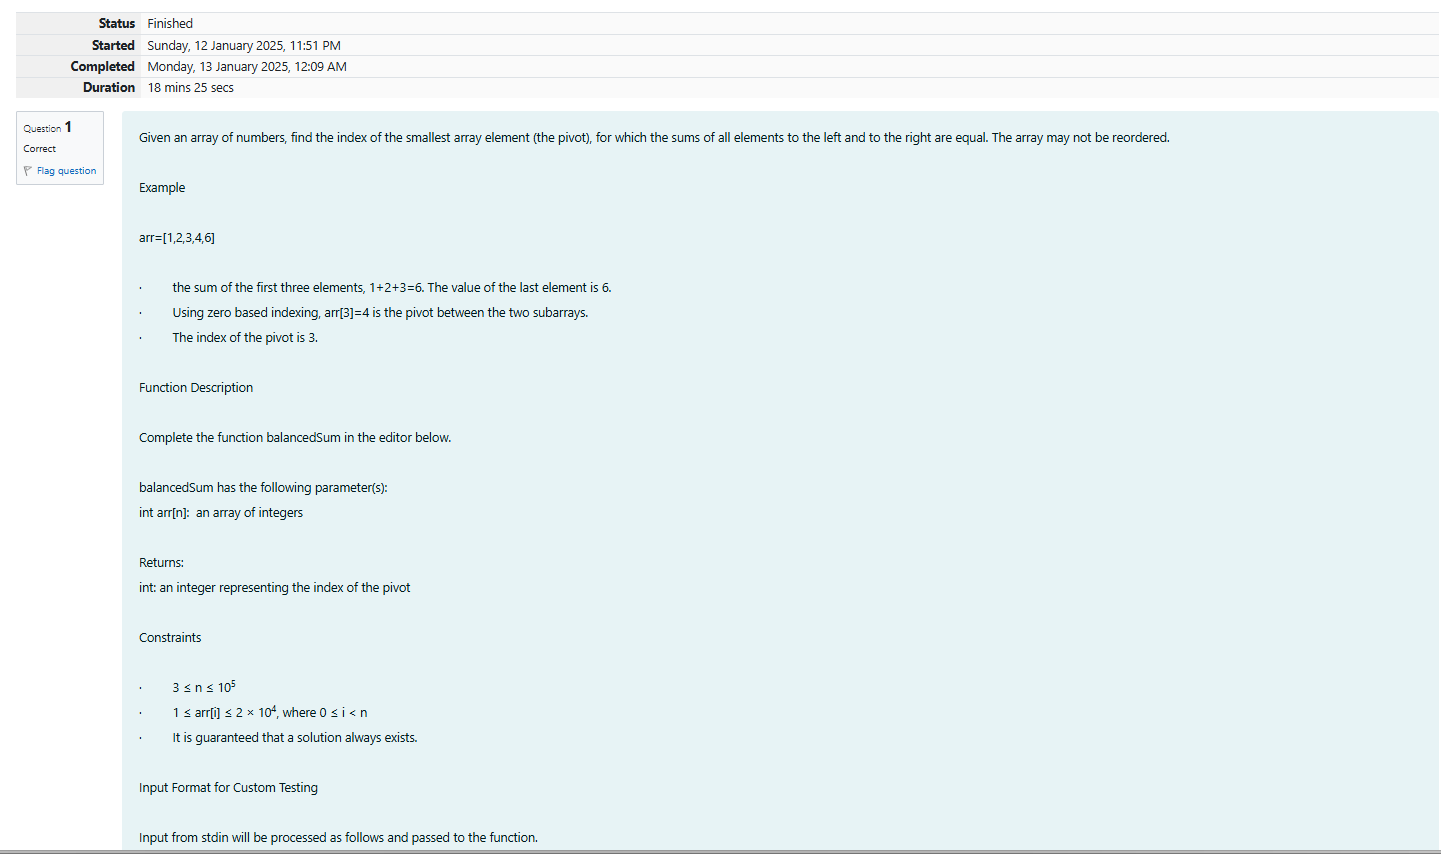 Status Finished
Started Sunday, 12 January 2025, 11:51 PM
Completed Monday, 13 January 2025, 12:09 AM
Duration 18 mins 25 secs
Question 1
Correct
Flag question
Given an array of numbers, find the index of the smallest array element (the pivot), for which the sums of all elements to the left and to the right are equal. The array may not be reordered.
Example
arr=[1,2,3,4,6]
· the sum of the first three elements, 1+2+3=6. The value of the last element is 6.
· Using zero based indexing, arr[3]=4 is the pivot between the two subarrays.
· The index of the pivot is 3.
Function Description
Complete the function balancedSum in the editor below.
balancedSum has the following parameter(s):
int arr[n]:  an array of integers
Returns:
int: an integer representing the index of the pivot
Constraints
· 3 ≤ n ≤ 10⁵
· 1 ≤ arr[i] ≤ 2 × 10⁴, where 0 ≤ i < n
· It is guaranteed that a solution always exists.
Input Format for Custom Testing
Input from stdin will be processed as follows and passed to the function.